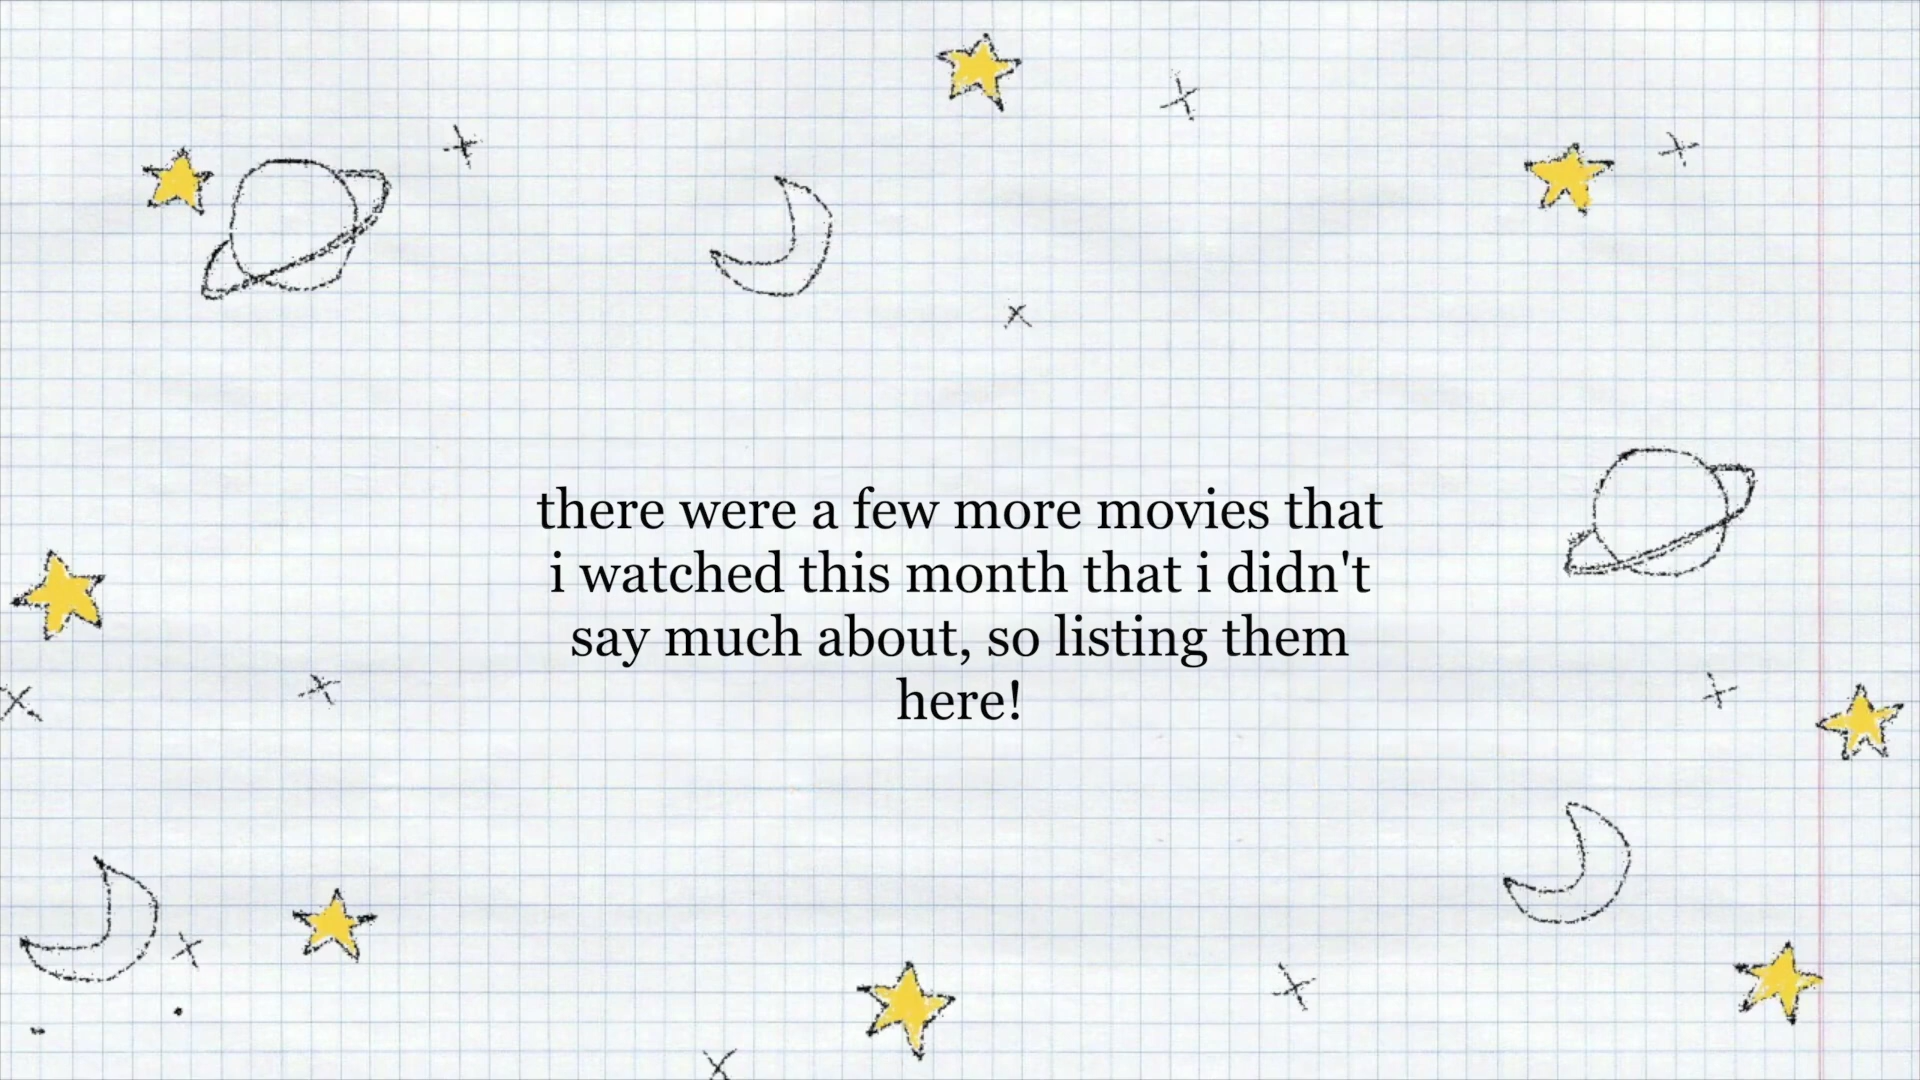 there were a few more movies that
i watched this month that i didn't
say much about, so listing them
here!